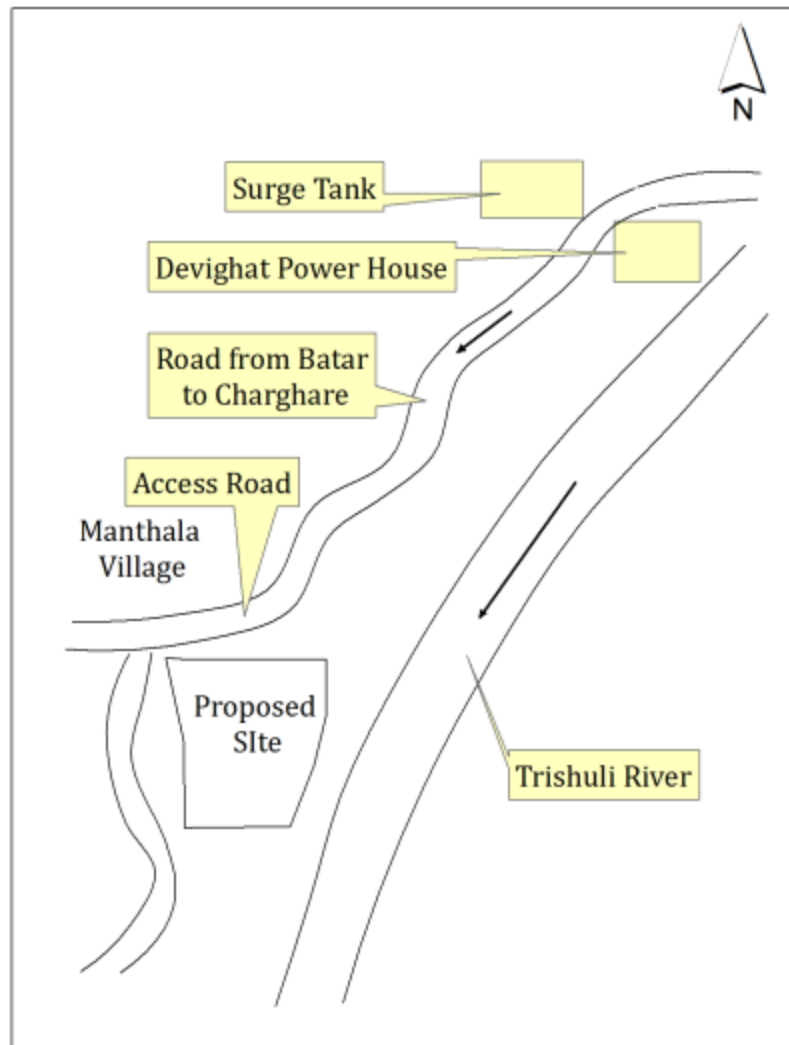 N
Surge Tank
Devighat Power House
Road from Batar
to Charghare
Access Road
Manthala
Village
Proposed
SIte
Trishuli River